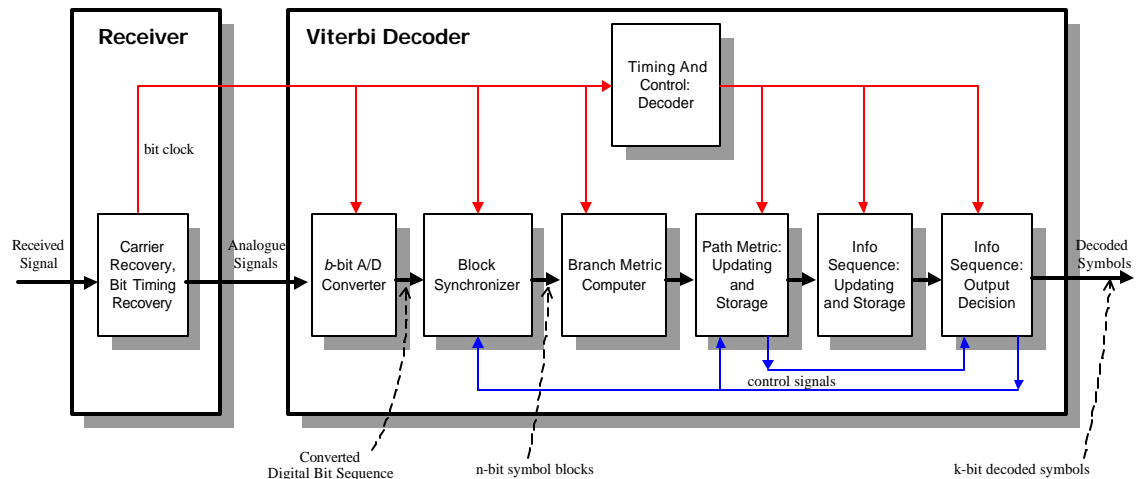 Receiver
Viterbi Decoder
Timing And
Control:
Decoder
bit clock
Received
Signal
Carrier
Recovery,
Bit Timing
Recovery
Analogue
Signals
b-bit A/D
Converter
Block
Synchronizer
Branch Metric
Computer
Path Metric:
Updating
and
Storage
Info
Sequence:
Updating
and Storage
Info
Sequence:
Output
Decision
Decoded
Symbols
control signals
Converted
Digital Bit Sequence
n-bit symbol blocks
k-bit decoded symbols